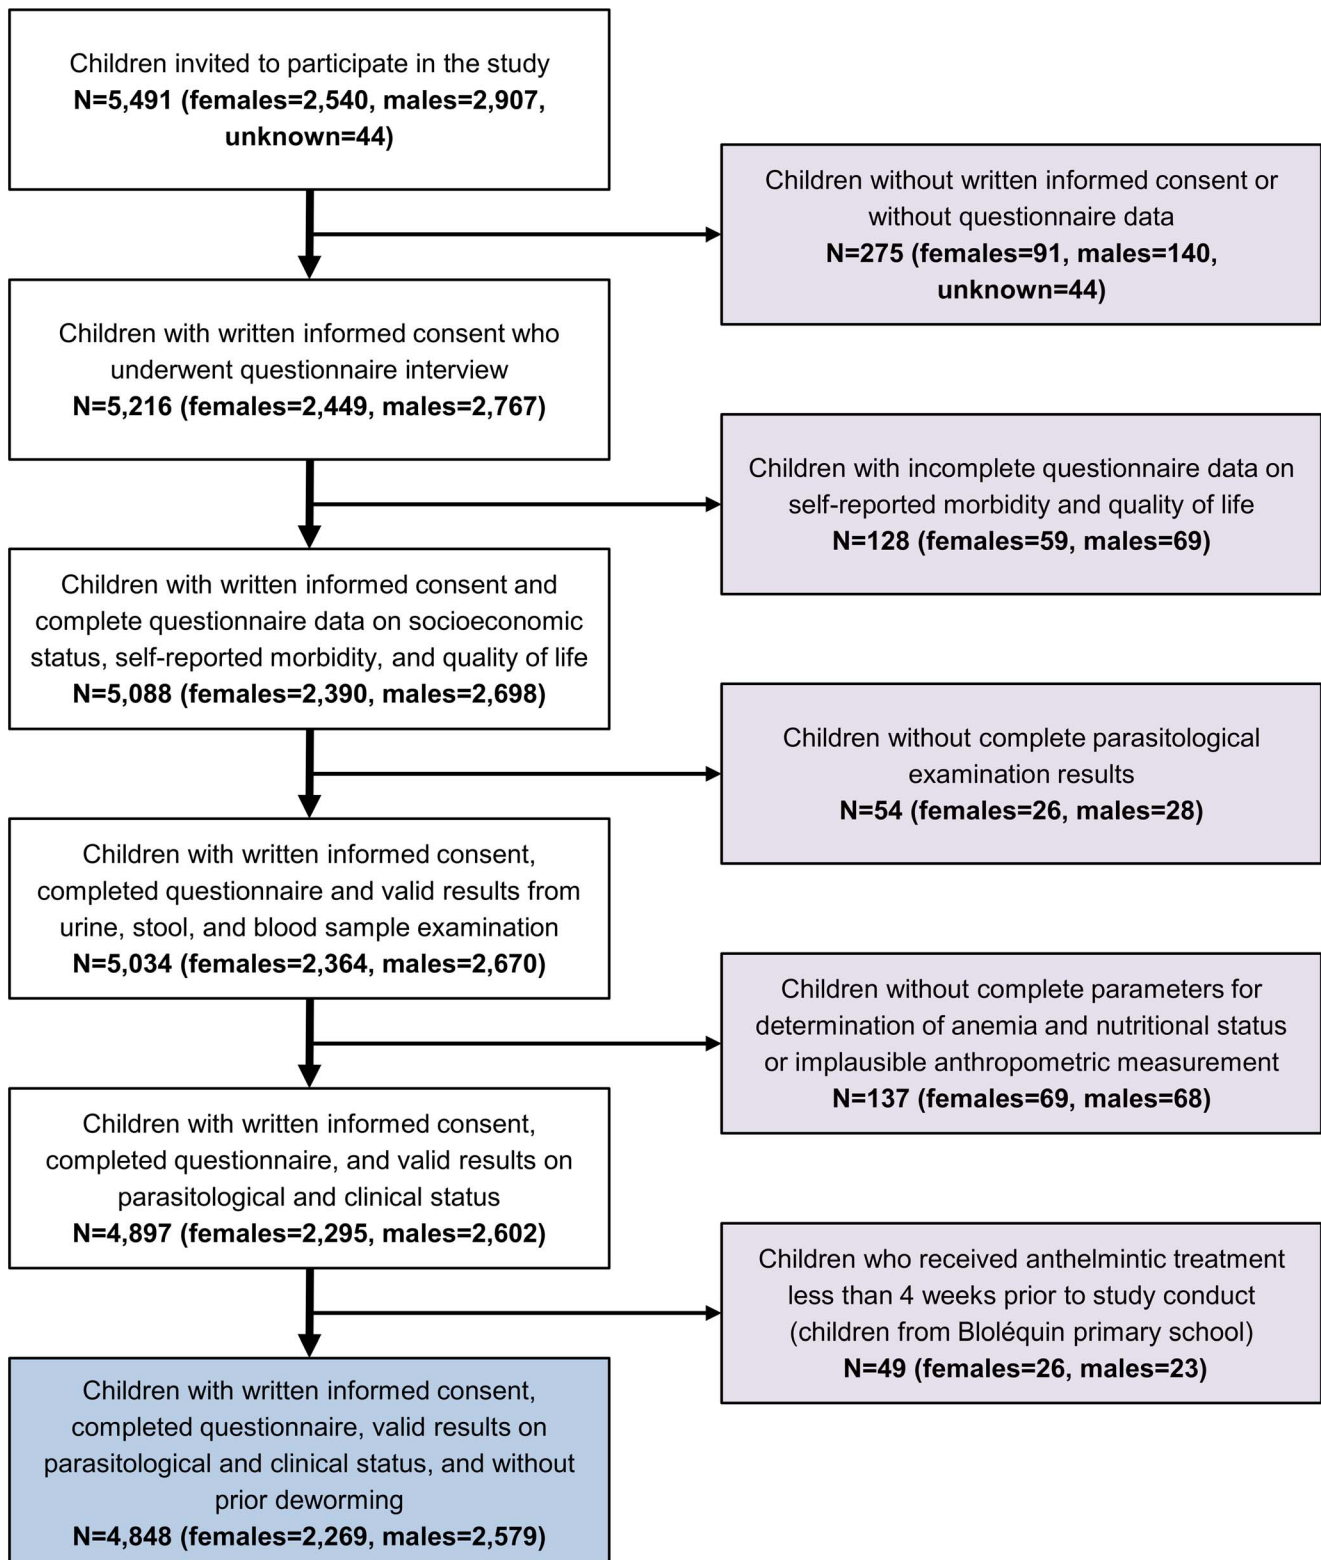 Children invited to participate in the study
N=5,491 (females=2,540, males=2,907,
unknown=44)
Children without written informed consent or
without questionnaire data
N=275 (females=91, males=140,
unknown=44)
Children with written informed consent who
underwent questionnaire interview
N=5,216 (females=2,449, males=2,767)
Children with incomplete questionnaire data on
self-reported morbidity and quality of life
N=128 (females=59, males=69)
Children with written informed consent and
complete questionnaire data on socioeconomic
status, self-reported morbidity, and quality of life
N=5,088 (females=2,390, males=2,698)
Children without complete parasitological
examination results
N=54 (females=26, males=28)
Children with written informed consent,
completed questionnaire and valid results from
urine, stool, and blood sample examination
N=5,034 (females=2,364, males=2,670)
Children without complete parameters for
determination of anemia and nutritional status
or implausible anthropometric measurement
N=137 (females=69, males=68)
Children with written informed consent,
completed questionnaire, and valid results on
parasitological and clinical status
N=4,897 (females=2,295, males=2,602)
Children who received anthelmintic treatment
less than 4 weeks prior to study conduct
(children from Bloléquin primary school)
N=49 (females=26, males=23)
Children with written informed consent,
completed questionnaire, valid results on
parasitological and clinical status, and without
prior deworming
N=4,848 (females=2,269, males=2,579)